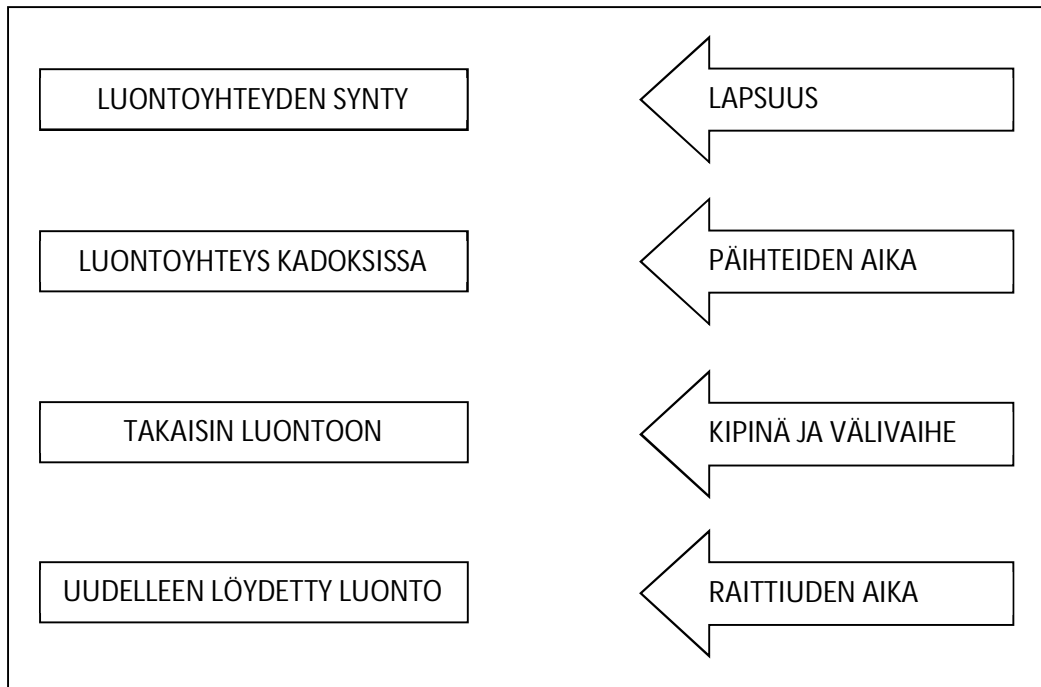 LUONTOYHTEYDEN SYNTY
LAPSUUS
LUONTOYHTEYS KADOKSISSA
PÄIHTEIDEN AIKA
TAKAISIN LUONTOON
KIPINÄ JA VÄLIVAIHE
UUDELLEEN LÖYDETTY LUONTO
RAITTIUDEN AIKA